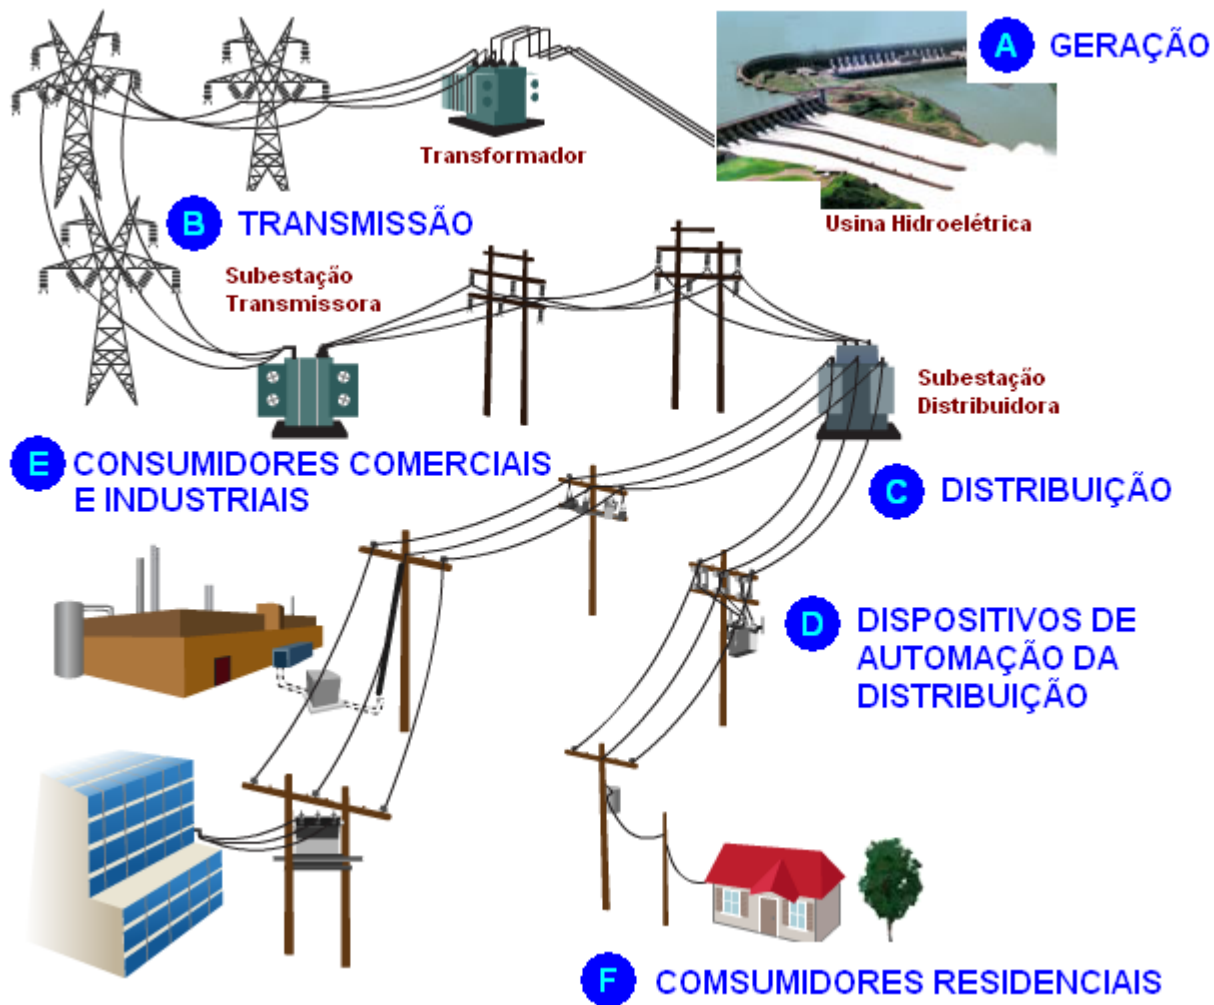 A GERAÇÃO
Transformador
Usina Hidroelétrica
B TRANSMISSÃO
Subestação
Transmissora
Subestação
Distribuidora
E CONSUMIDORES COMERCIAIS
E INDUSTRIAIS
C DISTRIBUIÇÃO
D DISPOSITIVOS DE
AUTOMAÇÃO DA
DISTRIBUIÇÃO
F COMSUMIDORES RESIDENCIAIS